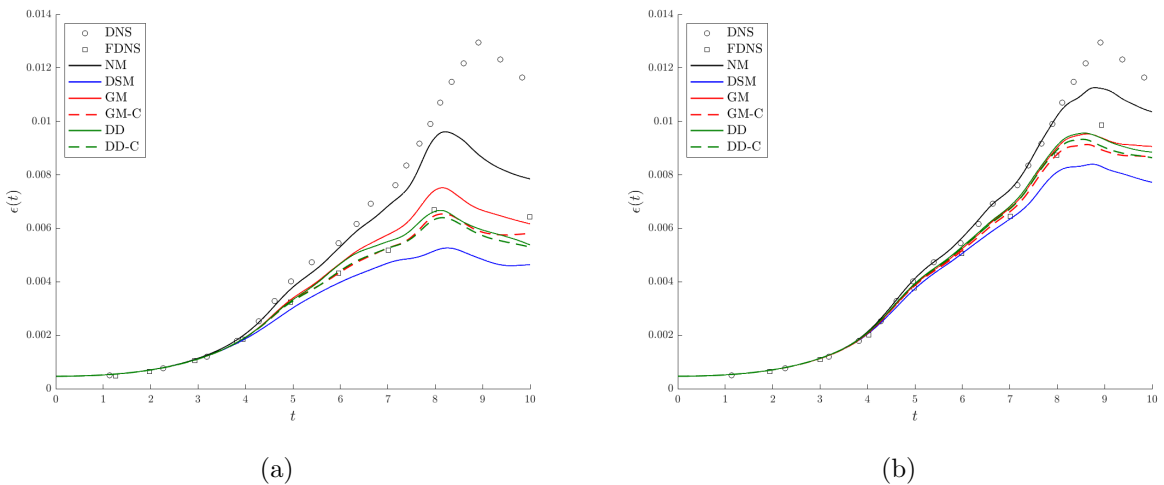 0.014
0.012
0.01
0.008
0.006
0.004
0.002
0
ϵ(t)
DNS
FDNS
NM
DSM
GM
GM-C
DD
DD-C
0 1 2 3 4 5 6 7 8 9 10
t
(a)
0.014
0.012
0.01
0.008
0.006
0.004
0.002
0
ϵ(t)
DNS
FDNS
NM
DSM
GM
GM-C
DD
DD-C
0 1 2 3 4 5 6 7 8 9 10
t
(b)